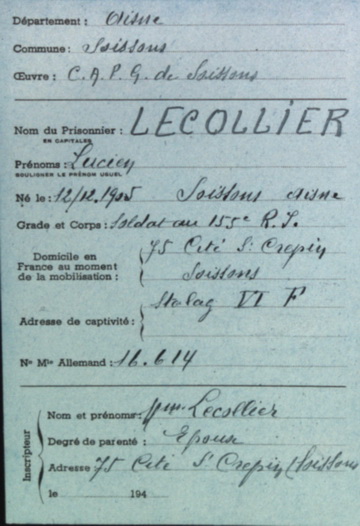 Département : Aisne
Commune : Soissons
Œuvre : C.A.P.G. de Soissons
Nom du Prisonnier : LECOLLIER
EN CAPITALES
Prénoms : Lucien
SOULIGNER LE PRÉNOM USUEL
Né le : 12/12.1905 Soissons Aisne
Grade et Corps : Soldat au 155e R.I.
Domicile en France au moment de la mobilisation : 75 Cité St Crepin
Soissons
Adresse de captivité : Stalag VI F
No Mle Allemand : 16.614
Inscripteur
Nom et prénoms : Mme Lecollier
Degré de parenté : Epouse
Adresse 75 Cité St Crepin (Soissons
le 194